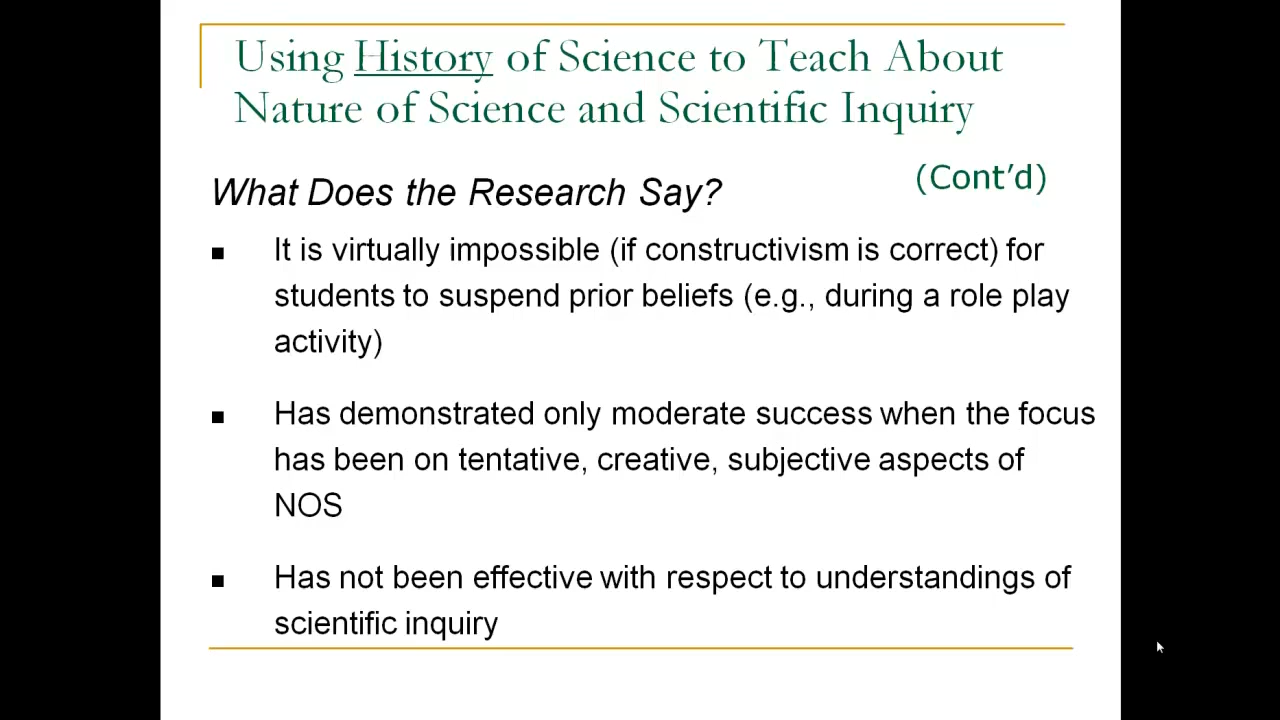 Using History of Science to Teach About
Nature of Science and Scientific Inquiry
(Cont'd)
What Does the Research Say?
It is virtually impossible (if constructivism is correct) for
students to suspend prior beliefs (e.g., during a role play
activity)
Has demonstrated only moderate success when the focus
has been on tentative, creative, subjective aspects of
NOS
Has not been effective with respect to understandings of
scientific inquiry